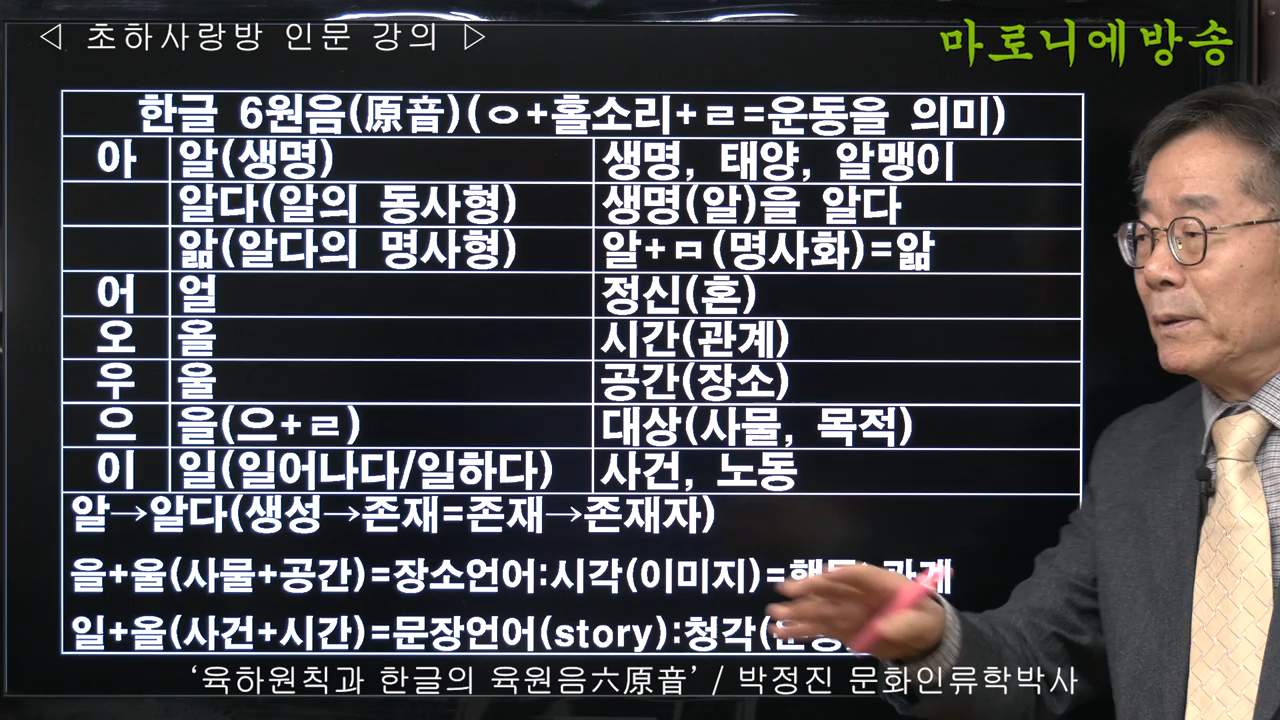 ◁ 초하사랑방 인문 강의 ▷
마로니에방송
한글 6원음(原音)(ㅇ+홀소리+ㄹ=운동을 의미)
아 알(생명) 생명, 태양, 알맹이
알다(알의 동사형) 생명(알)을 알다
앎(알다의 명사형) 알+ㅁ(명사화)=앎
어 얼 정신(혼)
오 올 시간(관계)
우 울 공간(장소)
으 을(으+ㄹ) 대상(사물, 목적)
이 일(일어나다/일하다) 사건, 노동
알→알다(생성→존재=존재→존재자)
을+울(사물+공간)=장소언어:시각(이미지)= 관계
일+올(사건+시간)=문장언어(story):청각(
‘육하원칙과 한글의 육원음六原音’ / 박정진 문화인류학박사